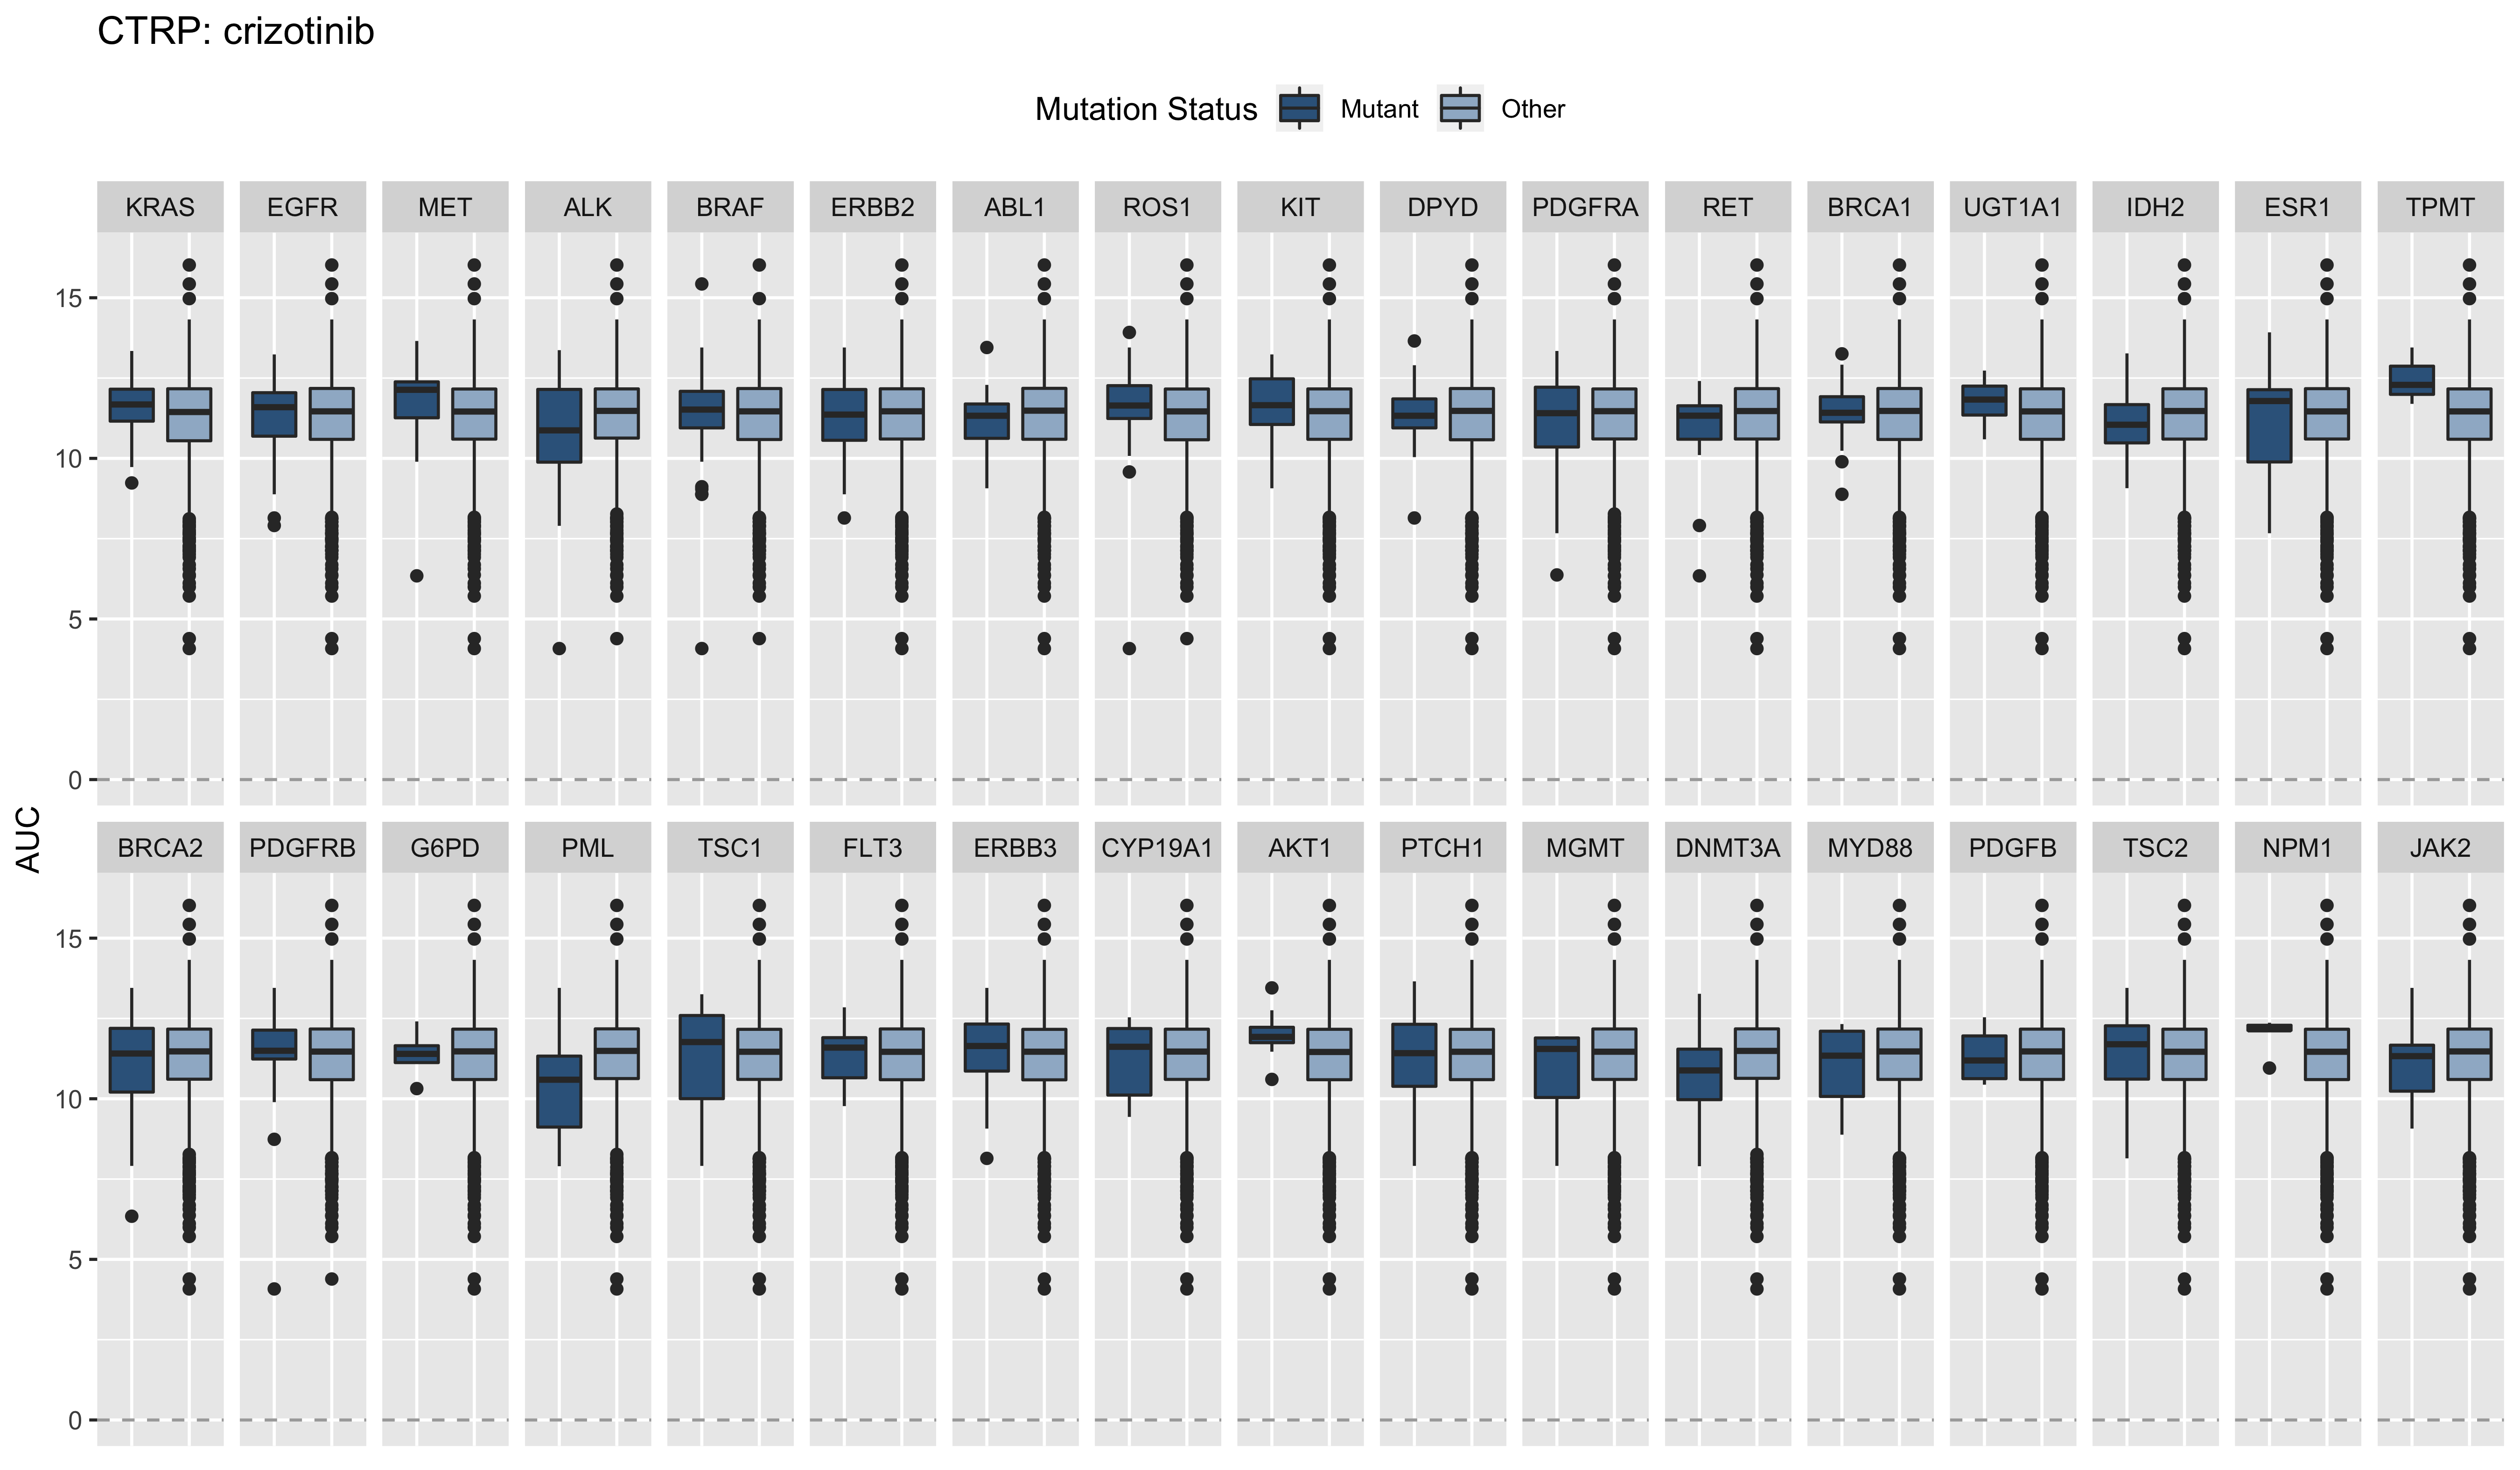 CTRP: crizotinib
Mutation Status Mutant Other
KRAS EGFR MET ALK BRAF ERBB2 ABL1 ROS1 KIT DPYD PDGFRA RET BRCA1 UGT1A1 IDH2 ESR1 TPMT
15
10
5
0
AUC
BRCA2 PDGFRB G6PD PML TSC1 FLT3 ERBB3 CYP19A1 AKT1 PTCH1 MGMT DNMT3A MYD88 PDGFB TSC2 NPM1 JAK2
15
10
5
0